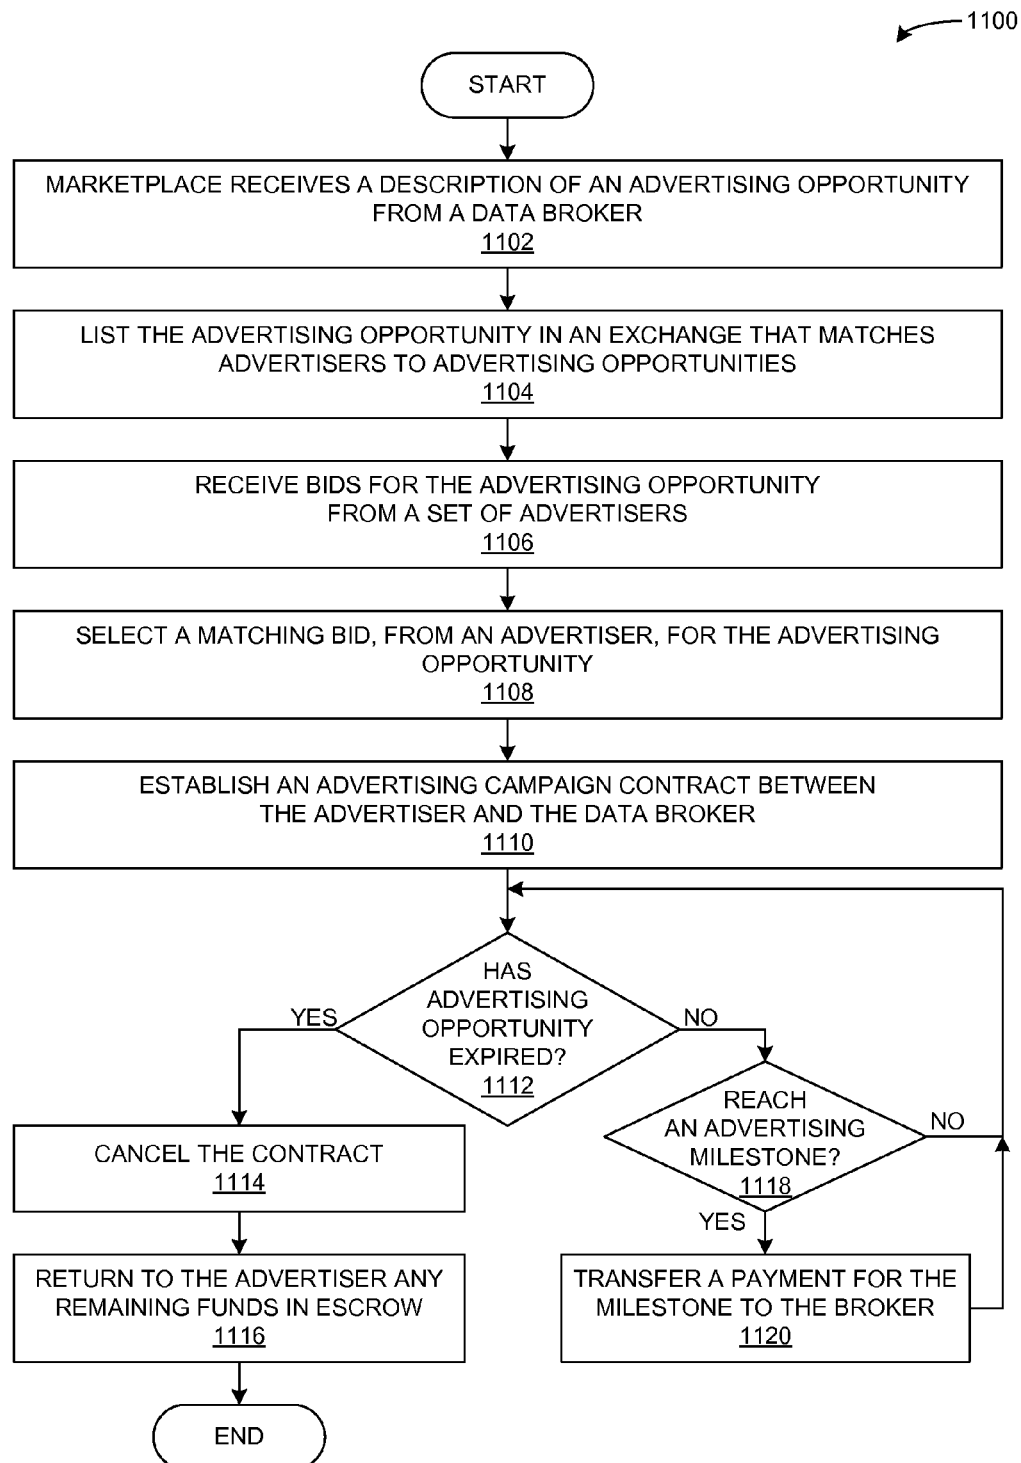 1100
START
MARKETPLACE RECEIVES A DESCRIPTION OF AN ADVERTISING OPPORTUNITY
FROM A DATA BROKER
1102
LIST THE ADVERTISING OPPORTUNITY IN AN EXCHANGE THAT MATCHES
ADVERTISERS TO ADVERTISING OPPORTUNITIES
1104
RECEIVE BIDS FOR THE ADVERTISING OPPORTUNITY
FROM A SET OF ADVERTISERS
1106
SELECT A MATCHING BID, FROM AN ADVERTISER, FOR THE ADVERTISING
OPPORTUNITY
1108
ESTABLISH AN ADVERTISING CAMPAIGN CONTRACT BETWEEN
THE ADVERTISER AND THE DATA BROKER
1110
HAS
ADVERTISING
OPPORTUNITY
EXPIRED?
1112
YES
NO
CANCEL THE CONTRACT
1114
RETURN TO THE ADVERTISER ANY
REMAINING FUNDS IN ESCROW
1116
END
REACH
AN ADVERTISING
MILESTONE?
1118
NO
YES
TRANSFER A PAYMENT FOR THE
MILESTONE TO THE BROKER
1120